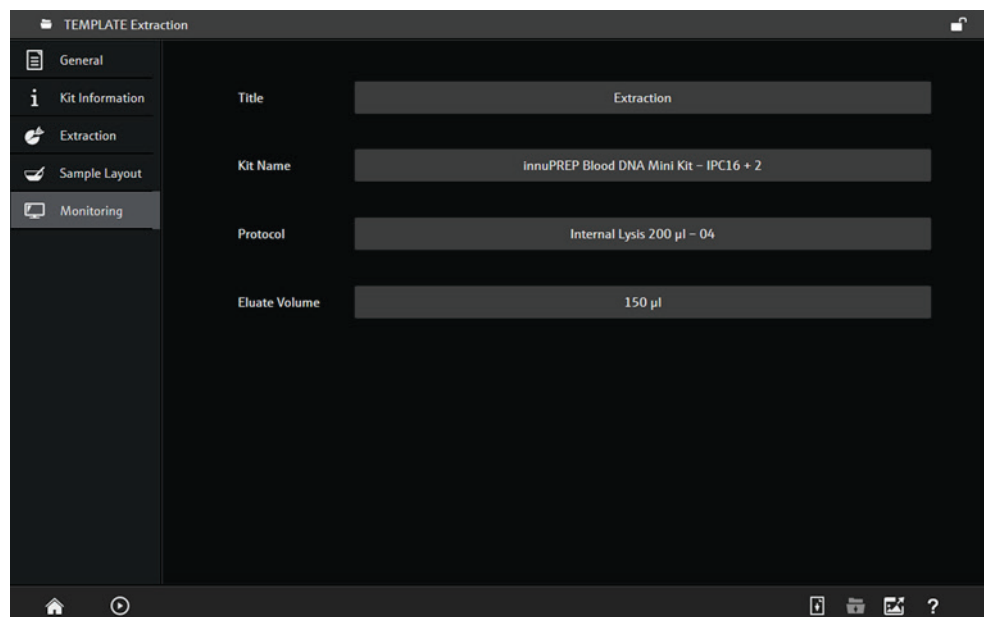 TEMPLATE Extraction
General
Kit Information
Extraction
Sample Layout
Monitoring
Title Extraction
Kit Name innuPREP Blood DNA Mini Kit – IPC16 + 2
Protocol Internal Lysis 200 µl – 04
Eluate Volume 150 µl
?